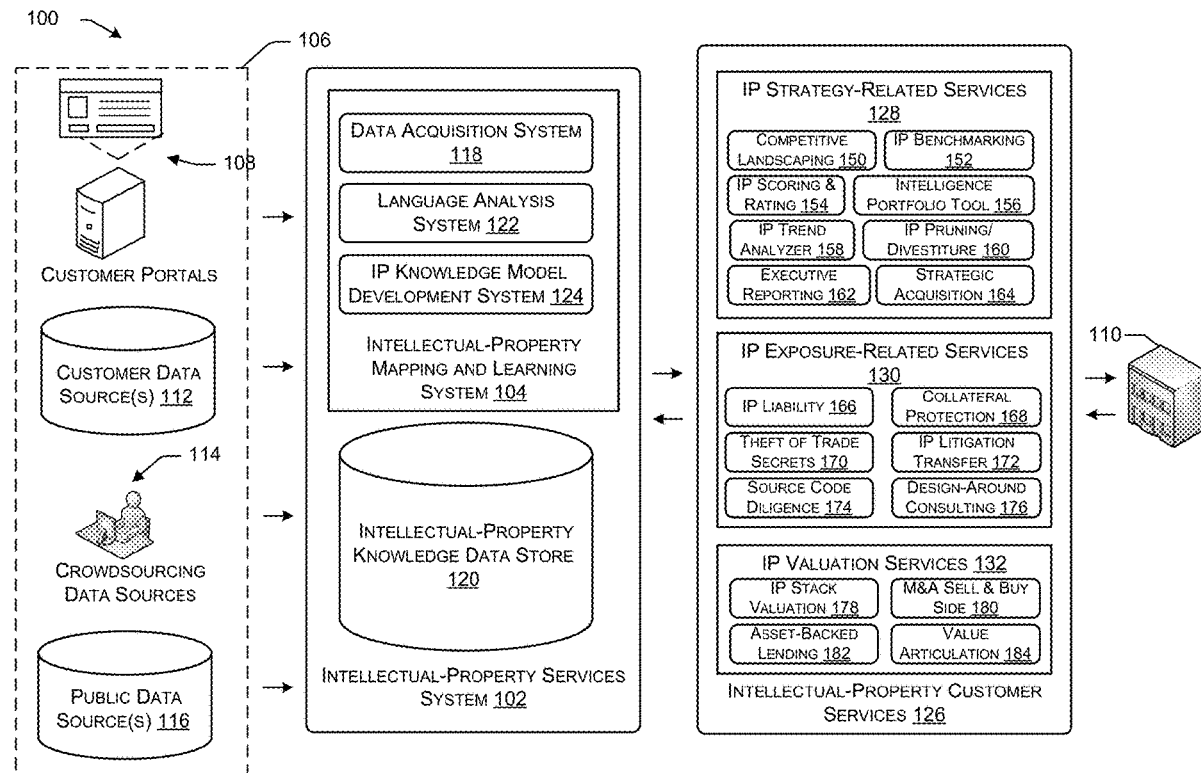 100
106
108
CUSTOMER PORTALS
CUSTOMER DATA
SOURCE(S) 112
114
CROWDSOURCING
DATA SOURCES
PUBLIC DATA
SOURCE(S) 116
DATA ACQUISITION SYSTEM
118
LANGUAGE ANALYSIS
SYSTEM 122
IP KNOWLEDGE MODEL
DEVELOPMENT SYSTEM 124
INTELLECTUAL-PROPERTY
MAPPING AND LEARNING
SYSTEM 104
INTELLECTUAL-PROPERTY
KNOWLEDGE DATA STORE
120
INTELLECTUAL-PROPERTY SERVICES
SYSTEM 102
IP STRATEGY-RELATED SERVICES
128
COMPETITIVE
LANDSCAPING 150
IP BENCHMARKING
152
IP SCORING &
RATING 154
INTELLIGENCE
PORTFOLIO TOOL 156
IP TREND
ANALYZER 158
IP PRUNING/
DIVESTITURE 160
EXECUTIVE
REPORTING 162
STRATEGIC
ACQUISITION 164
IP EXPOSURE-RELATED SERVICES
130
IP LIABILITY 166
COLLATERAL
PROTECTION 168
THEFT OF TRADE
SECRETS 170
IP LITIGATION
TRANSFER 172
SOURCE CODE
DILIGENCE 174
DESIGN-AROUND
CONSULTING 176
IP VALUATION SERVICES 132
IP STACK
VALUATION 178
M&A SELL & BUY
SIDE 180
ASSET-BACKED
LENDING 182
VALUE
ARTICULATION 184
INTELLECTUAL-PROPERTY CUSTOMER
SERVICES 126
110